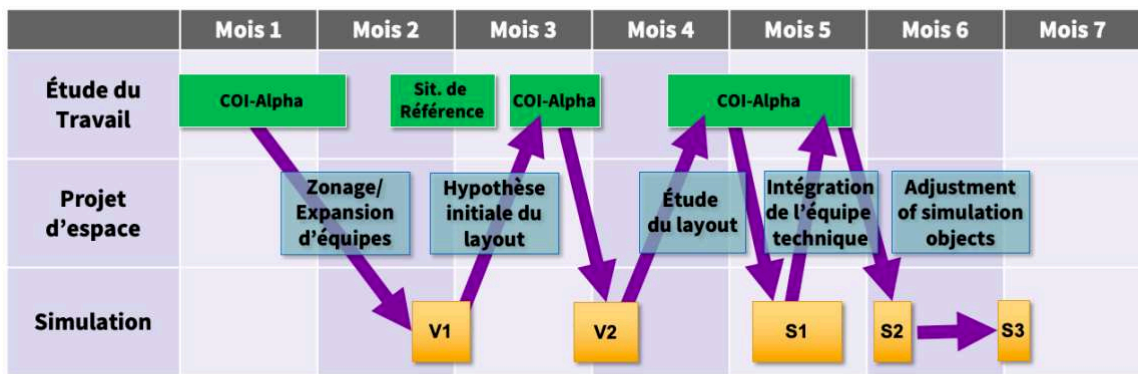 Mois 1 Mois 2 Mois 3 Mois 4 Mois 5 Mois 6 Mois 7
Étude du
Travail
COI-Alpha
Sit. de
Référence
COI-Alpha
COI-Alpha
Projet
d’espace
Zonage/
Expansion
d’équipes
Hypothèse
initiale du
layout
Étude
du layout
Intégration
de l’équipe
technique
Adjustment
of simulation
objects
Simulation
V1
V2
S1
S2
S3